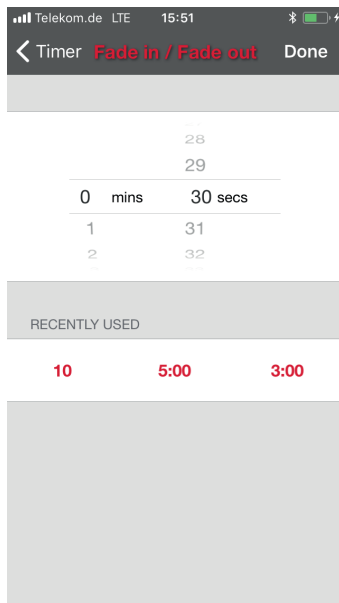 Telekom.de LTE 15:51
Timer Fade in / Fade out Done
28
29
0 mins 30 secs
1 31
2 32
RECENTLY USED
10 5:00 3:00